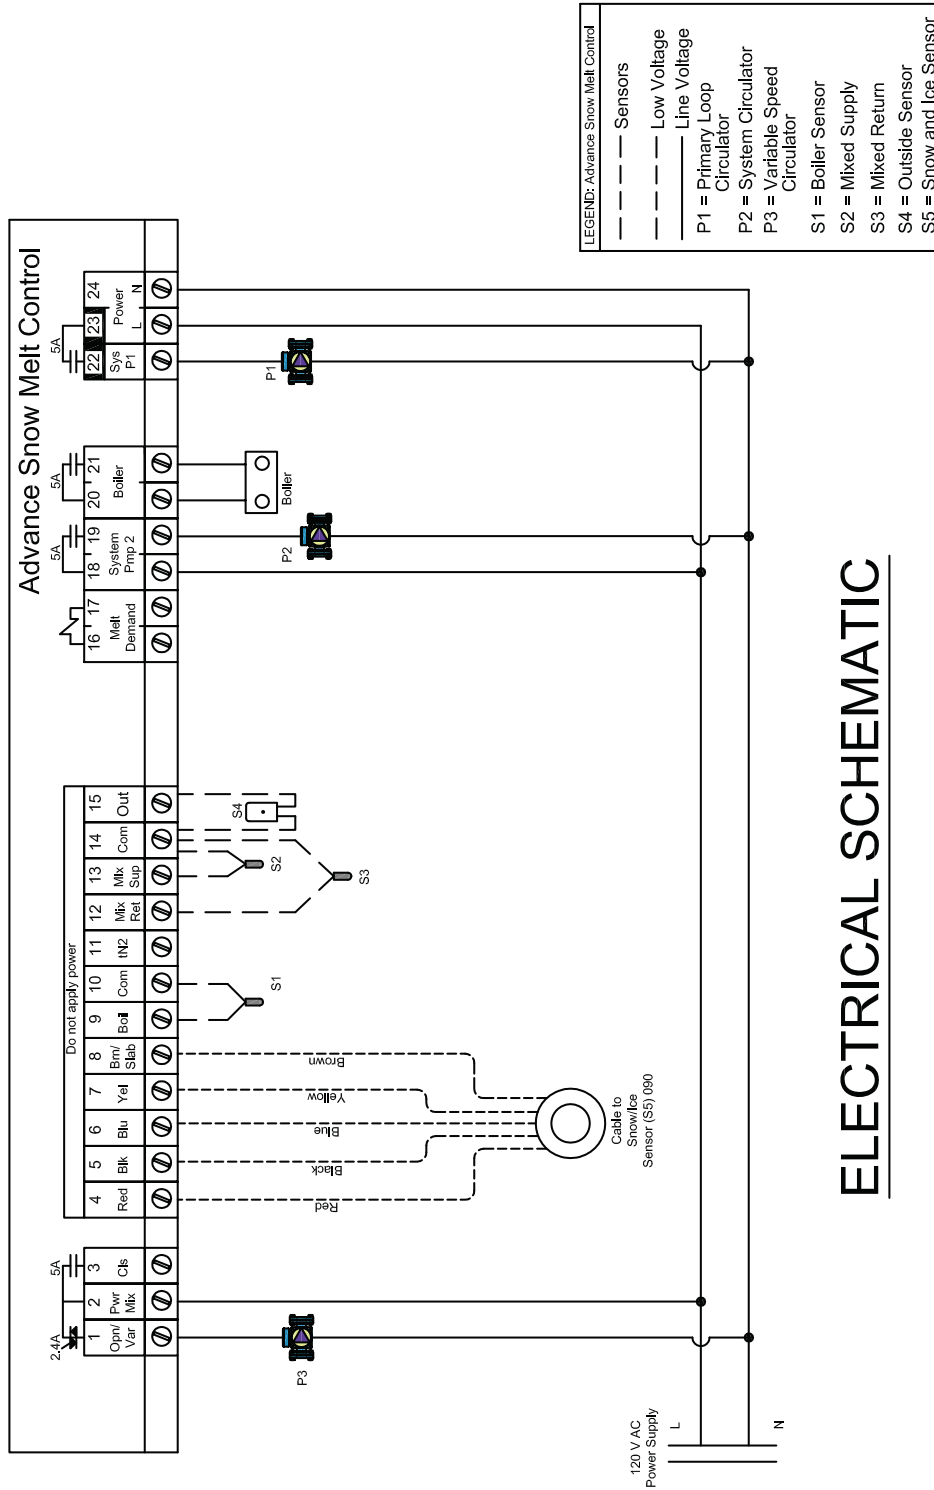 Advance Snow Melt Control
2.4A
5A
5A
5A
5A
Do not apply power
1
2
3
4
5
6
7
8
9
10
11
12
13
14
15
16
17
18
19
20
21
22
23
24
Opn/
Var
Pwr
Mix
Cls
Red
Blk
Blu
Yel
Brn/
Slab
Boil
Com
tN2
Mix
Ret
Mix
Sup
Com
Out
Melt
Demand
System
Pmp 2
Boiler
Sys
P1
Power
L
N
P3
Red
Black
Blue
Yellow
Brown
Cable to
Snow/Ice
Sensor (S5) 090
S1
S2
S3
S4
P2
Boiler
P1
120 V AC
Power Supply
L
N
ELECTRICAL SCHEMATIC
LEGEND: Advance Snow Melt Control
Sensors
Low Voltage
Line Voltage
P1 = Primary Loop
Circulator
P2 = System Circulator
P3 = Variable Speed
Circulator
S1 = Boiler Sensor
S2 = Mixed Supply
S3 = Mixed Return
S4 = Outside Sensor
S5 = Snow and Ice Sensor